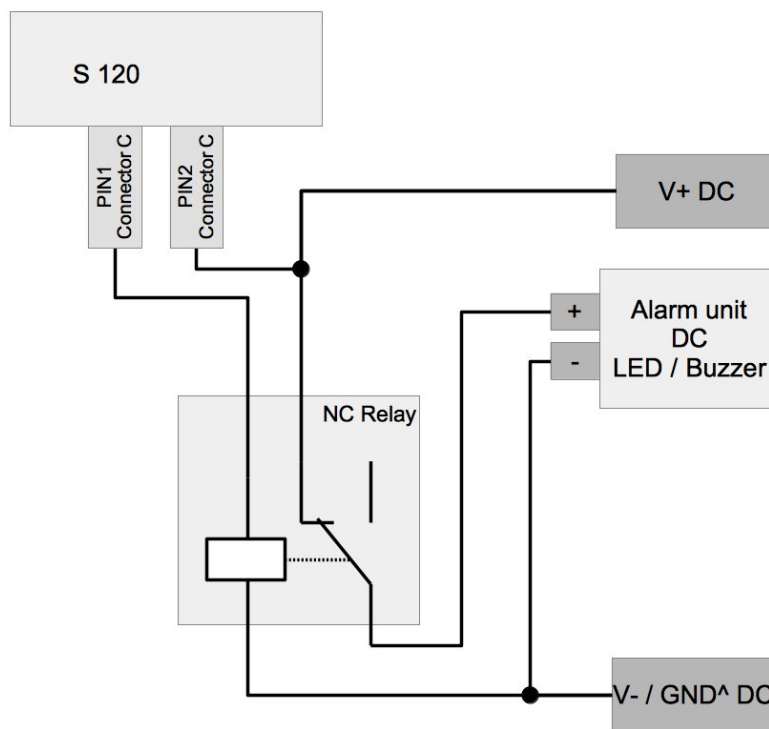 S 120
PIN1
Connector C
PIN2
Connector C
V+ DC
+
Alarm unit
DC
LED / Buzzer
-
NC Relay
V- / GND^ DC